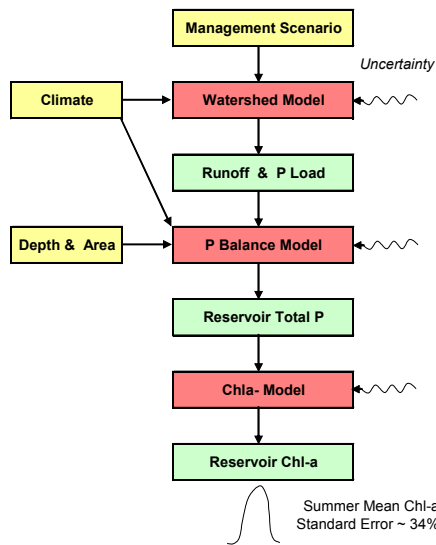 Management Scenario
Uncertainty
Climate
Watershed Model
Runoff & P Load
Depth & Area
P Balance Model
Reservoir Total P
Chla- Model
Reservoir Chl-a
Summer Mean Chl-a
Standard Error ~ 34%